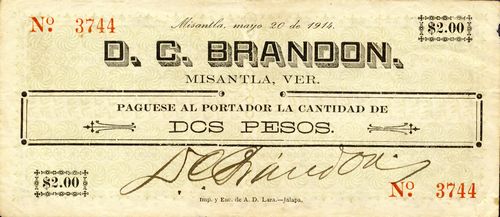 No. 3744
Misantla, mayo 20 de 1914.
$2.00
D. C. BRANDON.
MISANTLA, VER.
PAGUESE AL PORTADOR LA CANTIDAD DE
DOS PESOS.
D C Brandon
$2.00
No. 3744
Imp. y Enc. de A. D. Lara.—Jalapa,